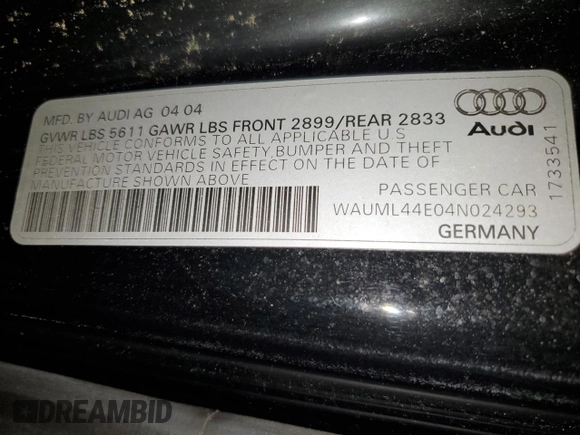 MFD. BY AUDI AG 04 04
GVWR LBS 5611 GAWR LBS FRONT 2899/REAR 2833
THIS VEHICLE CONFORMS TO ALL APPLICABLE U.S
FEDERAL MOTOR VEHICLE SAFETY, BUMPER AND THEFT
PREVENTION STANDARDS IN EFFECT ON THE DATE OF
MANUFACTURE SHOWN ABOVE
Audi
1733541
PASSENGER CAR
WAUML44E04N024293
GERMANY
DREAMBID